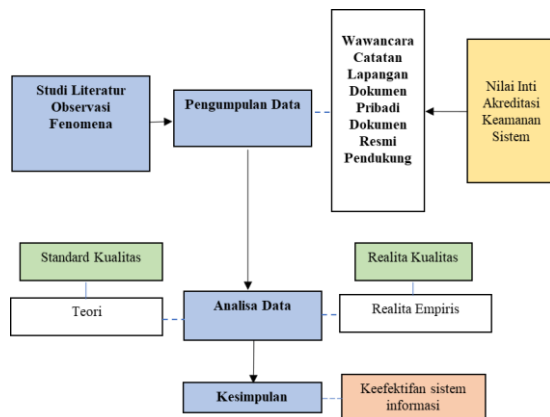 Studi Literatur
Observasi
Fenomena
Pengumpulan Data
Wawancara
Catatan
Lapangan
Dokumen
Pribadi
Dokumen
Resmi
Pendukung
Nilai Inti
Akreditasi
Keamanan
Sistem
Standard Kualitas
Teori
Analisa Data
Realita Kualitas
Realita Empiris
Kesimpulan
Keefektifan sistem
informasi